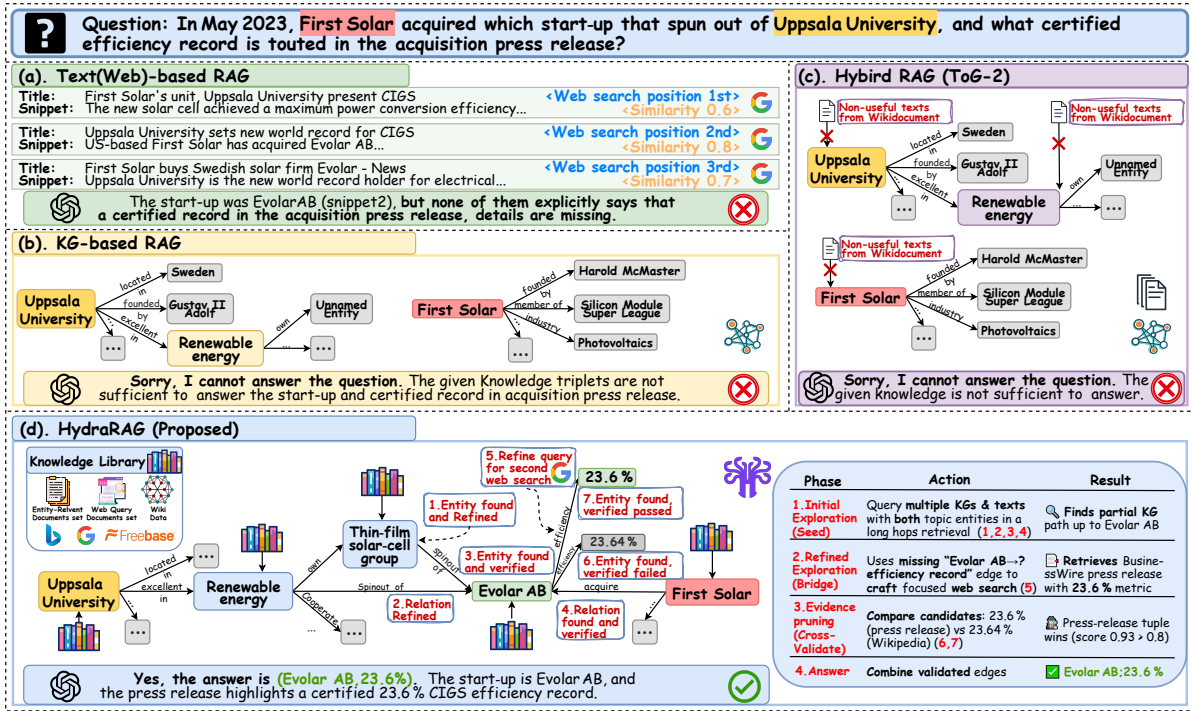 ?
Question: In May 2023, First Solar acquired which start-up that spun out of Uppsala University, and what certified
efficiency record is touted in the acquisition press release?
(a). Text(Web)-based RAG
Title: First Solar's unit, Uppsala University present CIGS <Web search position 1st>
Snippet: The new solar cell achieved a maximum power conversion efficiency... <Similarity 0.6>
Title: Uppsala University sets new world record for CIGS <Web search position 2nd>
Snippet: US-based First Solar has acquired Evolar AB... <Similarity 0.8>
Title: First Solar buys Swedish solar firm Evolar - News <Web search position 3rd>
Snippet: Uppsala University is the new world record holder for electrical... <Similarity 0.7>
The start-up was EvolarAB (snippet2), but none of them explicitly says that
a certified record in the acquisition press release, details are missing.
(b). KG-based RAG
Uppsala
University
located
in
Sweden
founded
by
Gustav II
Adolf
excellent
in
Renewable
energy
...
...
own
Unnamed
Entity
...
...
First Solar
founded
by
Harold McMaster
member of
Silicon Module
Super League
industry
Photovoltaics
...
...
Sorry, I cannot answer the question. The given Knowledge triplets are not
sufficient to answer the start-up and certified record in acquisition press release.
(c). Hybird RAG (ToG-2)
Non-useful texts
from Wikidocument
Non-useful texts
from Wikidocument
Uppsala
University
located
in
Sweden
founded
by
Gustav II
Adolf
excellent
in
Renewable
energy
...
...
own
Unnamed
Entity
...
...
Non-useful texts
from Wikidocument
First Solar
founded
by
Harold McMaster
member of
Silicon Module
Super League
industry
Photovoltaics
...
...
Sorry, I cannot answer the question. The
given knowledge is not sufficient to answer.
(d). HydraRAG (Proposed)
Knowledge Library
Entity-Relvent
Documents set
Web Query
Documents set
Wiki
Data
Freebase
Uppsala
University
located
in
...
excellent
in
...
...
Renewable
energy
own
Thin-film
solar-cell
group
Spinout of
Cooperate
...
...
1.Entity found
and Refined
2.Relation
Refined
spinout
of
3.Entity found
and verified
Evolar AB
5.Refine query
for second
web search
efficiency
23.6 %
7.Entity found,
verified passed
efficiency
23.64 %
6.Entity found,
verified failed
acquire
4.Relation
found and
verified
First Solar
...
...
Phase Action Result
1.Initial
Exploration
(Seed)
Query multiple KGs & texts
with both topic entities in a
long hops retrieval (1,2,3,4)
Finds partial KG
path up to Evolar AB
2.Refined
Exploration
(Bridge)
Uses missing "Evolar AB→?
efficiency record" edge to
craft focused web search (5)
Retrieves Busine-
ssWire press release
with 23.6 % metric
3.Evidence
pruning
(Cross-
Validate)
Compare candidates: 23.6 %
(press release) vs 23.64 %
(Wikipedia) (6,7)
Press-release tuple
wins (score 0.93 > 0.8)
4.Answer Combine validated edges Evolar AB;23.6 %
Yes, the answer is (Evolar AB,23.6%). The start-up is Evolar AB, and
the press release highlights a certified 23.6 % CIGS efficiency record.